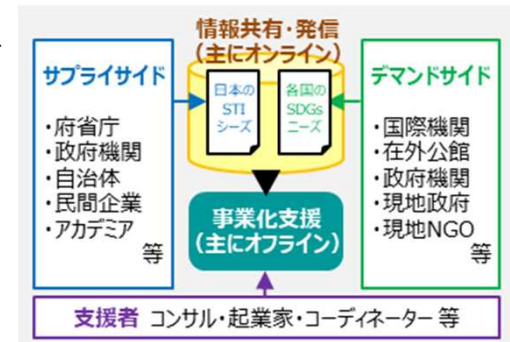 情報共有・発信
（主にオンライン）
サプライサイド
・府省庁
・政府機関
・自治体
・民間企業
・アカデミア
等
日本の
STI
シーズ
各国の
SDGs
ニーズ
デマンドサイド
・国際機関
・在外公館
・政府機関
・現地政府
・現地NGO
等
事業化支援
（主にオフライン）
支援者 コンサル・起業家・コーディネーター 等